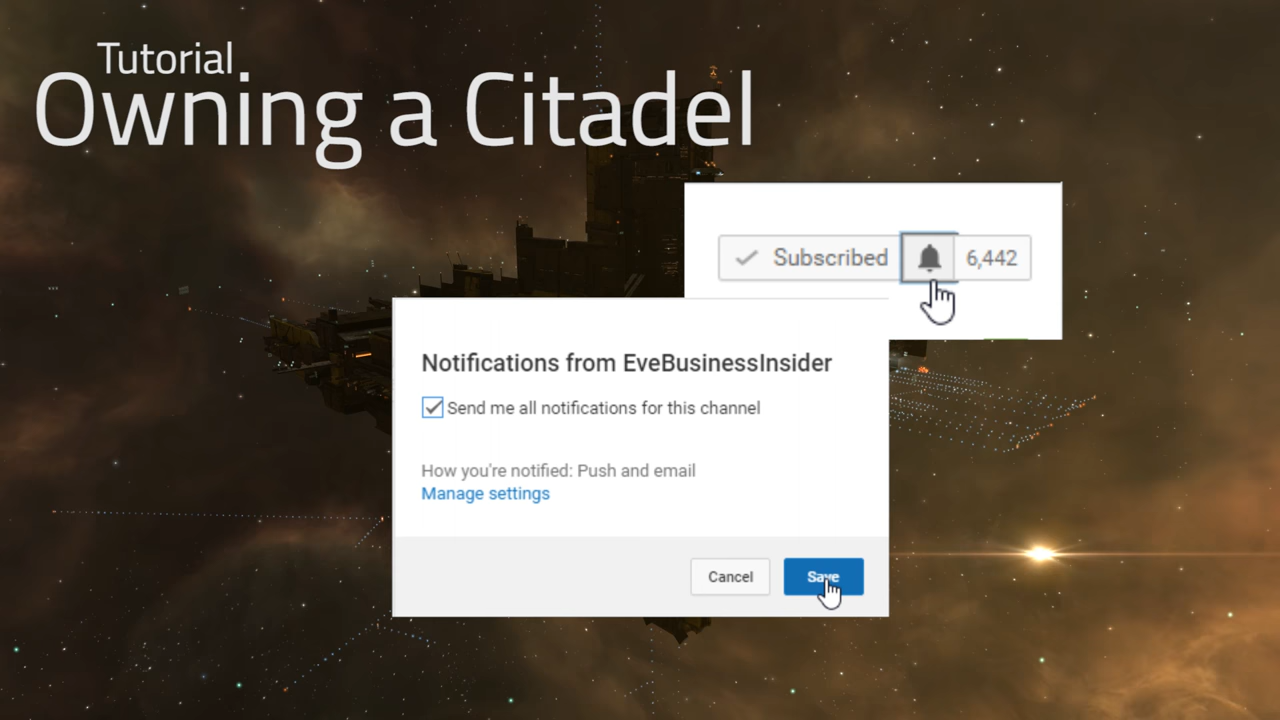 Tutorial
Owning a Citadel
Subscribed 6,442
Notifications from EveBusinessInsider
Send me all notifications for this channel
How you're notified: Push and email
Manage settings
Cancel Save